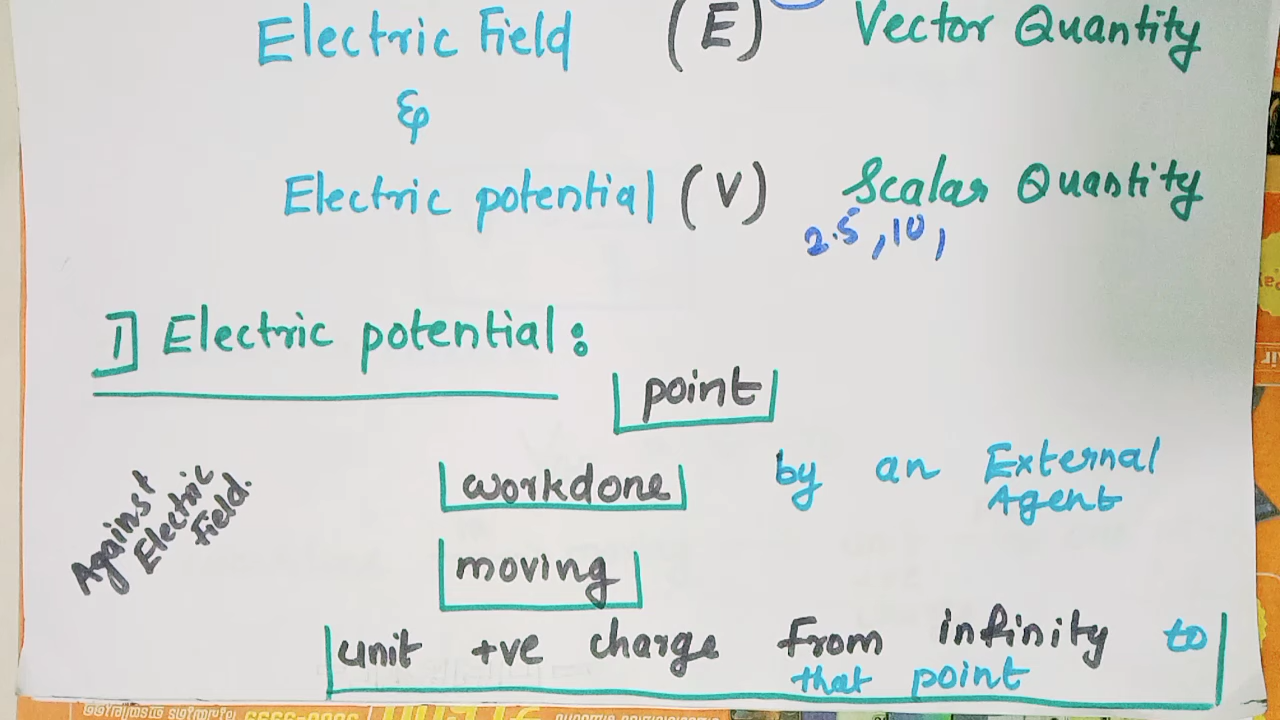 Electric Field (E) Vector Quantity
&
Electric potential (V) Scalar Quantity
2.5, 10,
1] Electric potential:
point
workdone by an External
Agent
Against
Electric
Field.
moving
unit +ve charge From infinity to
that point